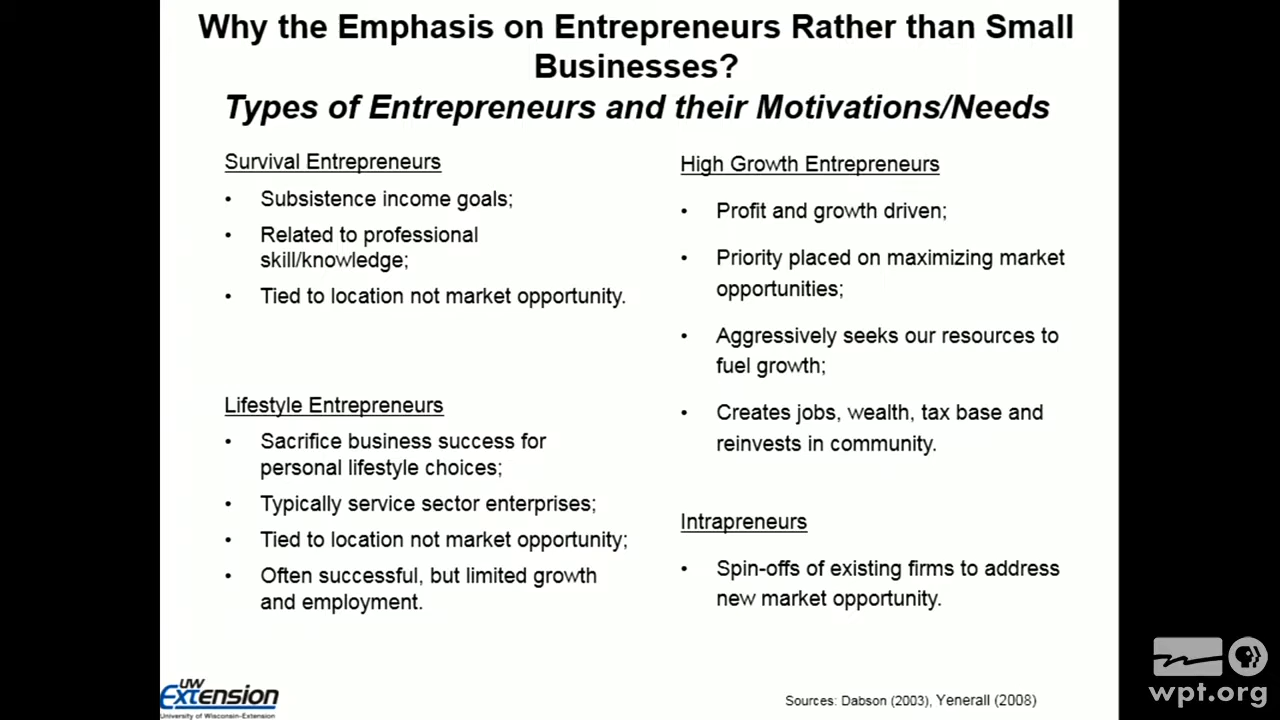 Why the Emphasis on Entrepreneurs Rather than Small
Businesses?
Types of Entrepreneurs and their Motivations/Needs
Survival Entrepreneurs
• Subsistence income goals;
• Related to professional
skill/knowledge;
• Tied to location not market opportunity.
Lifestyle Entrepreneurs
• Sacrifice business success for
personal lifestyle choices;
• Typically service sector enterprises;
• Tied to location not market opportunity;
• Often successful, but limited growth
and employment.
High Growth Entrepreneurs
• Profit and growth driven;
• Priority placed on maximizing market
opportunities;
• Aggressively seeks our resources to
fuel growth;
• Creates jobs, wealth, tax base and
reinvests in community.
Intrapreneurs
• Spin-offs of existing firms to address
new market opportunity.
UW
Extension
University of Wisconsin-Extension
Sources: Dabson (2003), Yenerall (2008)
wpt.org